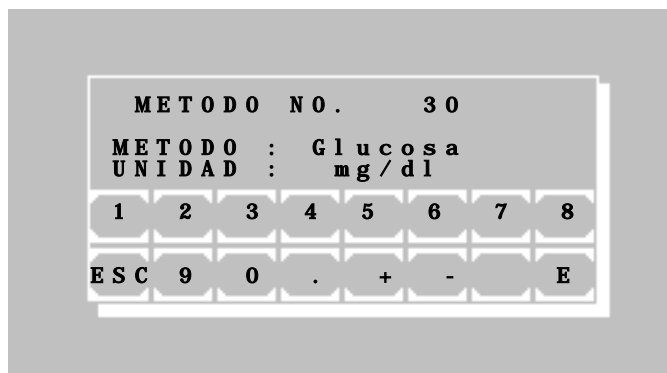 METODO NO. 30
METODO : Glucosa
UNIDAD : mg/dl
1 2 3 4 5 6 7 8
ESC 9 0 . + - E